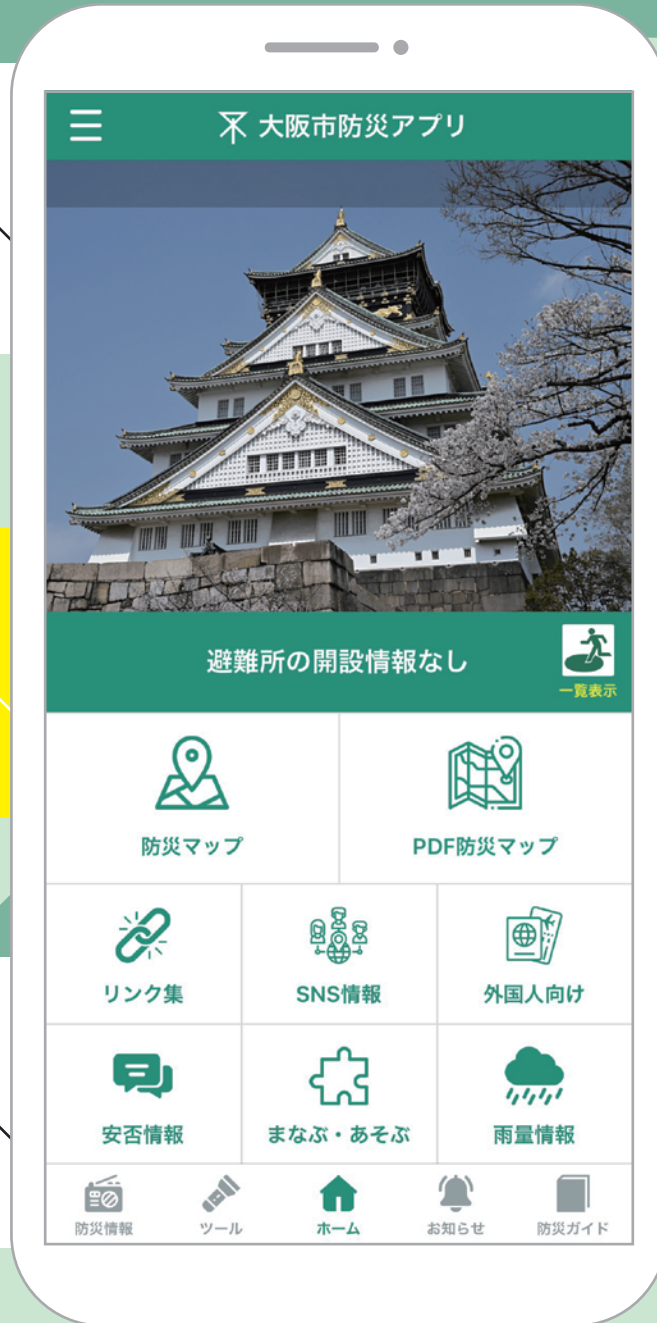 大阪市防災アプリ
避難所の開設情報なし
一覧表示
防災マップ
PDF防災マップ
リンク集
SNS情報
外国人向け
安否情報
まなぶ・あそぶ
雨量情報
防災情報
ツール
ホーム
お知らせ
防災ガイド